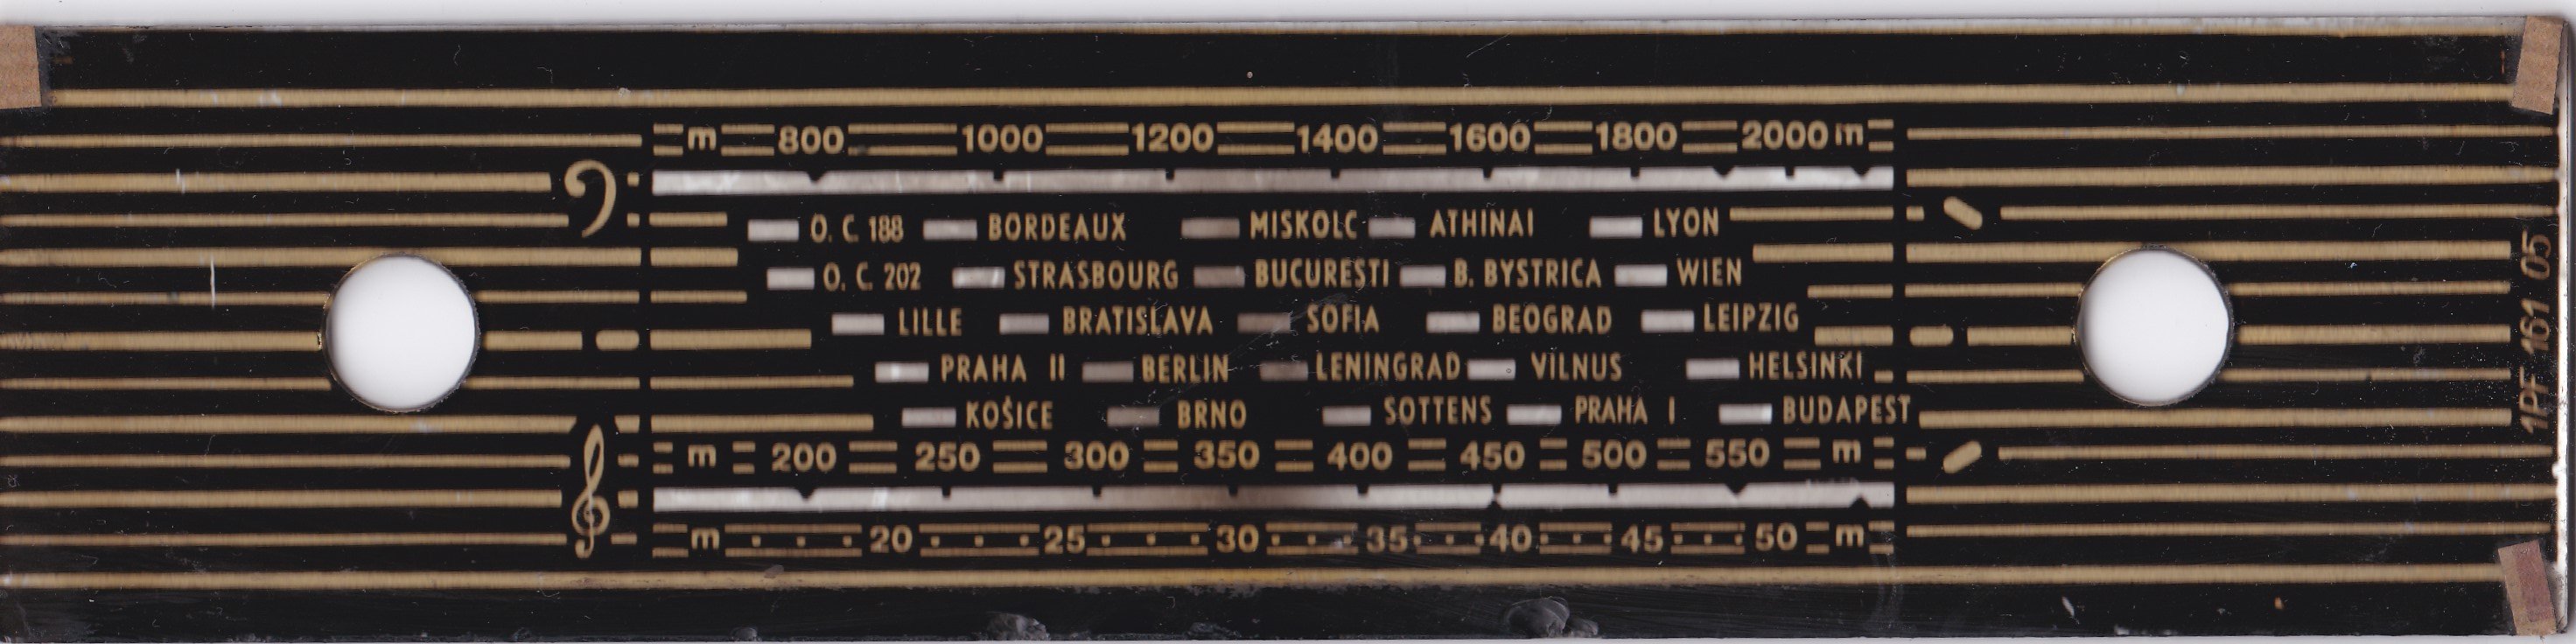 m 800 1000 1200 1400 1600 1800 2000 m
O. C. 188 BORDEAUX MISKOLC ATHINAI LYON
O. C. 202 STRASBOURG BUCURESTI B. BYSTRICA WIEN
LILLE BRATISLAVA SOFIA BEOGRAD LEIPZIG
PRAHA II BERLIN LENINGRAD VILNUS HELSINKI
KOŠICE BRNO SOTTENS PRAHA I BUDAPEST
m 200 250 300 350 400 450 500 550 m
m 20 25 30 35 40 45 50 m
1PF 161 05